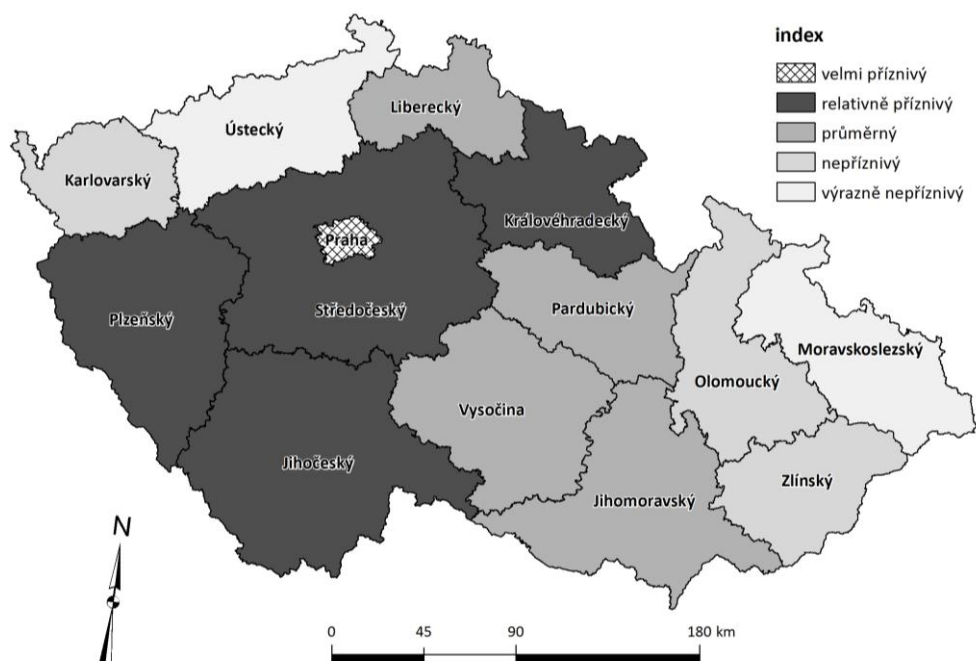 index
velmi příznivý
relativně příznivý
průměrný
nepříznivý
výrazně nepříznivý
Liberecký
Ústecký
Karlovarský
Královéhradecký
Praha
Středočeský
Pardubický
Plzeňský
Moravskoslezský
Olomoucký
Vysočina
Jihočeský
Zlínský
Jihomoravský
N
0 45 90 180 km